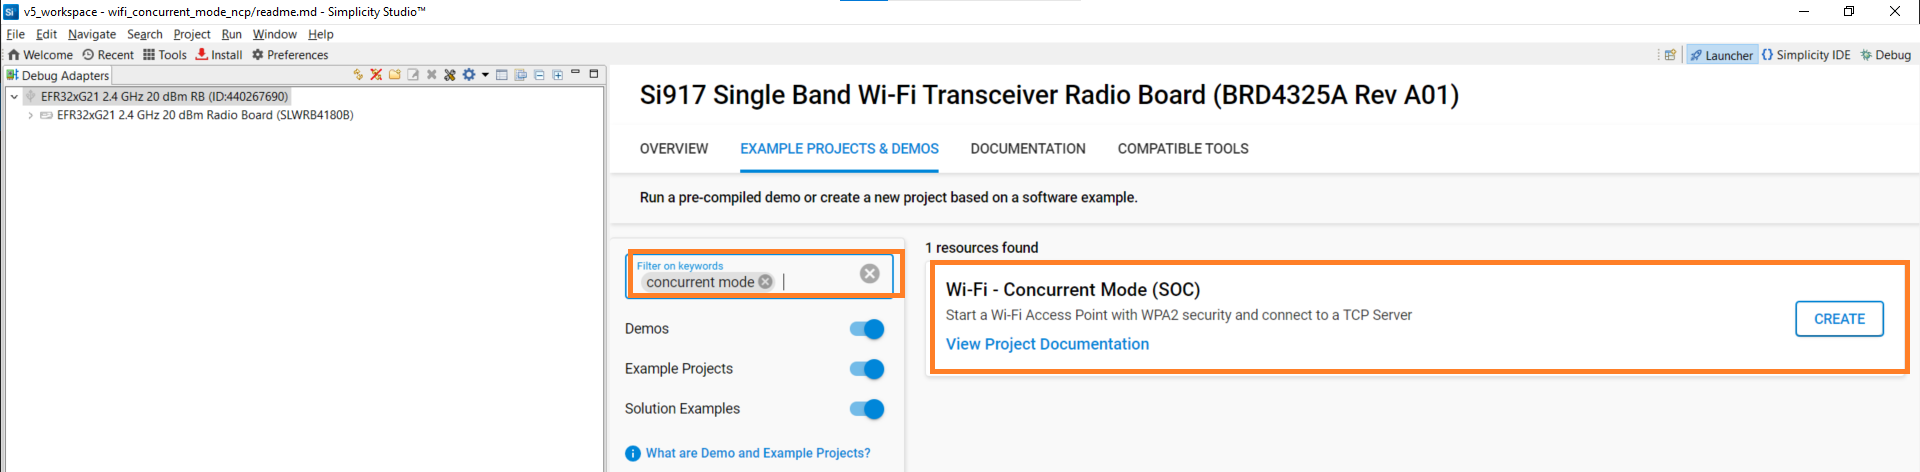 v5_workspace - wifi_concurrent_mode_ncp/readme.md - Simplicity Studio™
File Edit Navigate Search Project Run Window Help
Welcome Recent Tools Install Preferences
Launcher Simplicity IDE Debug
Debug Adapters
EFR32xG21 2.4 GHz 20 dBm RB (ID:440267690)
EFR32xG21 2.4 GHz 20 dBm Radio Board (SLWRB4180B)
Si917 Single Band Wi-Fi Transceiver Radio Board (BRD4325A Rev A01)
OVERVIEW EXAMPLE PROJECTS & DEMOS DOCUMENTATION COMPATIBLE TOOLS
Run a pre-compiled demo or create a new project based on a software example.
Filter on keywords
concurrent mode
Demos
Example Projects
Solution Examples
What are Demo and Example Projects?
1 resources found
Wi-Fi - Concurrent Mode (SOC)
Start a Wi-Fi Access Point with WPA2 security and connect to a TCP Server
View Project Documentation
CREATE